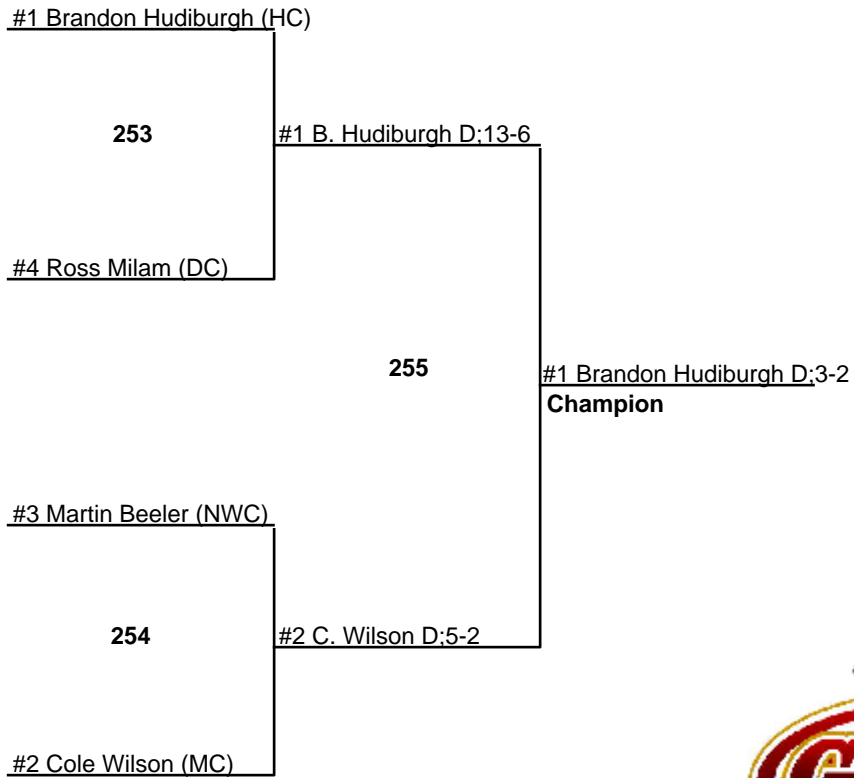 #1 Brandon Hudiburgh (HC)
253
#1 B. Hudiburgh D;13-6
#4 Ross Milam (DC)
255
#1 Brandon Hudiburgh D;3-2
Champion
#3 Martin Beeler (NWC)
254
#2 C. Wilson D;5-2
#2 Cole Wilson (MC)